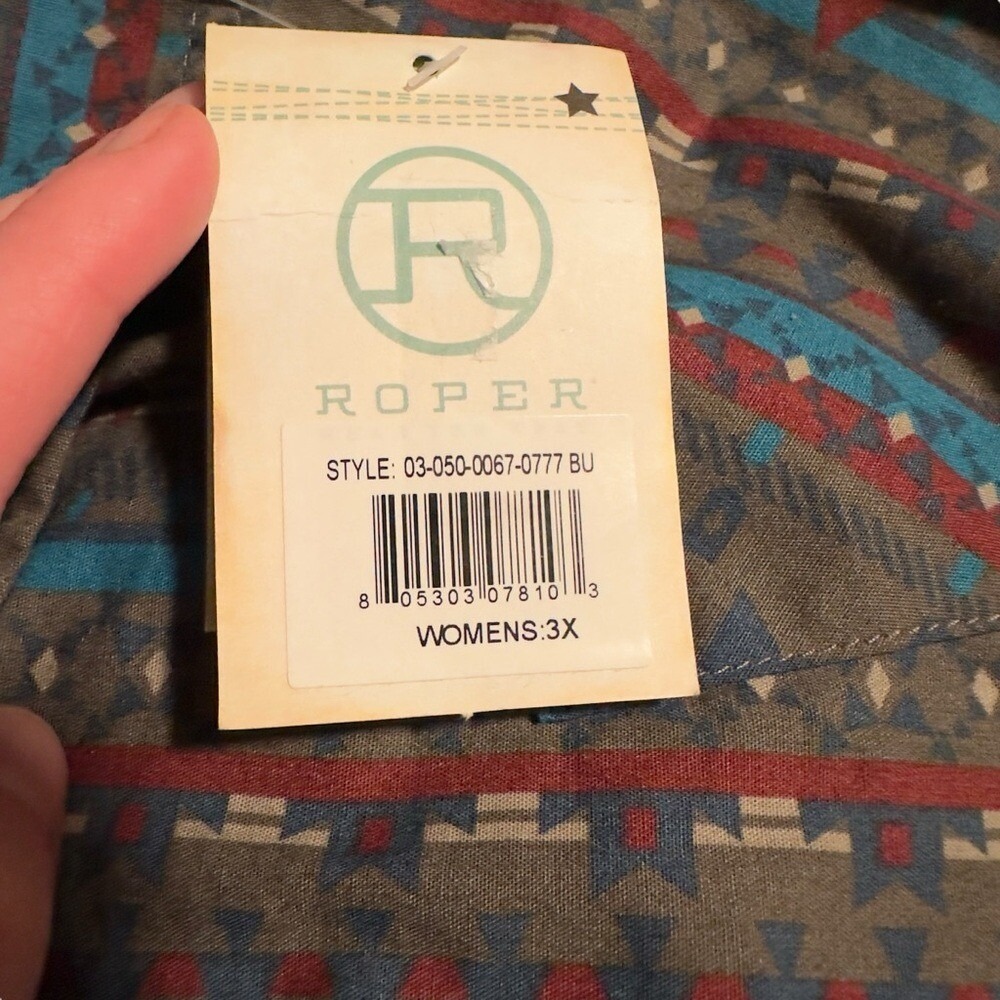 R
ROPER
STYLE: 03-050-0067-0777 BU
8 05303 07810 3
WOMENS:3X